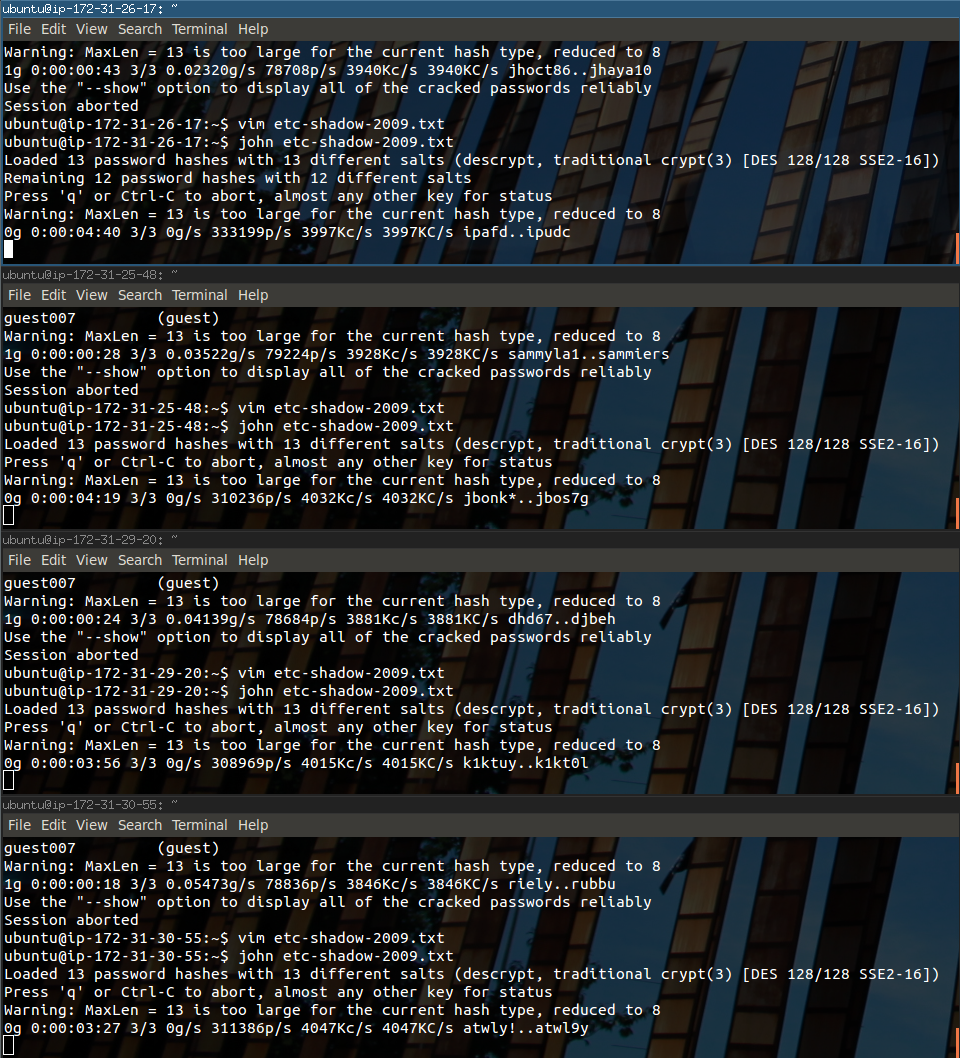 ubuntu@ip-172-31-26-17: ~
File Edit View Search Terminal Help
Warning: MaxLen = 13 is too large for the current hash type, reduced to 8
1g 0:00:00:43 3/3 0.02320g/s 78708p/s 3940Kc/s 3940KC/s jhoct86..jhaya10
Use the "--show" option to display all of the cracked passwords reliably
Session aborted
ubuntu@ip-172-31-26-17:~$ vim etc-shadow-2009.txt
ubuntu@ip-172-31-26-17:~$ john etc-shadow-2009.txt
Loaded 13 password hashes with 13 different salts (descrypt, traditional crypt(3) [DES 128/128 SSE2-16])
Remaining 12 password hashes with 12 different salts
Press 'q' or Ctrl-C to abort, almost any other key for status
Warning: MaxLen = 13 is too large for the current hash type, reduced to 8
0g 0:00:04:40 3/3 0g/s 333199p/s 3997Kc/s 3997KC/s ipafd..ipudc
ubuntu@ip-172-31-25-48: ~
File Edit View Search Terminal Help
guest007         (guest)
Warning: MaxLen = 13 is too large for the current hash type, reduced to 8
1g 0:00:00:28 3/3 0.03522g/s 79224p/s 3928Kc/s 3928KC/s sammyla1..sammiers
Use the "--show" option to display all of the cracked passwords reliably
Session aborted
ubuntu@ip-172-31-25-48:~$ vim etc-shadow-2009.txt
ubuntu@ip-172-31-25-48:~$ john etc-shadow-2009.txt
Loaded 13 password hashes with 13 different salts (descrypt, traditional crypt(3) [DES 128/128 SSE2-16])
Press 'q' or Ctrl-C to abort, almost any other key for status
Warning: MaxLen = 13 is too large for the current hash type, reduced to 8
0g 0:00:04:19 3/3 0g/s 310236p/s 4032Kc/s 4032KC/s jbonk*..jbos7g
ubuntu@ip-172-31-29-20: ~
File Edit View Search Terminal Help
guest007         (guest)
Warning: MaxLen = 13 is too large for the current hash type, reduced to 8
1g 0:00:00:24 3/3 0.04139g/s 78684p/s 3881Kc/s 3881KC/s dhd67..djbeh
Use the "--show" option to display all of the cracked passwords reliably
Session aborted
ubuntu@ip-172-31-29-20:~$ vim etc-shadow-2009.txt
ubuntu@ip-172-31-29-20:~$ john etc-shadow-2009.txt
Loaded 13 password hashes with 13 different salts (descrypt, traditional crypt(3) [DES 128/128 SSE2-16])
Press 'q' or Ctrl-C to abort, almost any other key for status
Warning: MaxLen = 13 is too large for the current hash type, reduced to 8
0g 0:00:03:56 3/3 0g/s 308969p/s 4015Kc/s 4015KC/s k1ktuy..k1kt0l
ubuntu@ip-172-31-30-55: ~
File Edit View Search Terminal Help
guest007         (guest)
Warning: MaxLen = 13 is too large for the current hash type, reduced to 8
1g 0:00:00:18 3/3 0.05473g/s 78836p/s 3846Kc/s 3846KC/s riely..rubbu
Use the "--show" option to display all of the cracked passwords reliably
Session aborted
ubuntu@ip-172-31-30-55:~$ vim etc-shadow-2009.txt
ubuntu@ip-172-31-30-55:~$ john etc-shadow-2009.txt
Loaded 13 password hashes with 13 different salts (descrypt, traditional crypt(3) [DES 128/128 SSE2-16])
Press 'q' or Ctrl-C to abort, almost any other key for status
Warning: MaxLen = 13 is too large for the current hash type, reduced to 8
0g 0:00:03:27 3/3 0g/s 311386p/s 4047Kc/s 4047KC/s atwly!..atwl9y